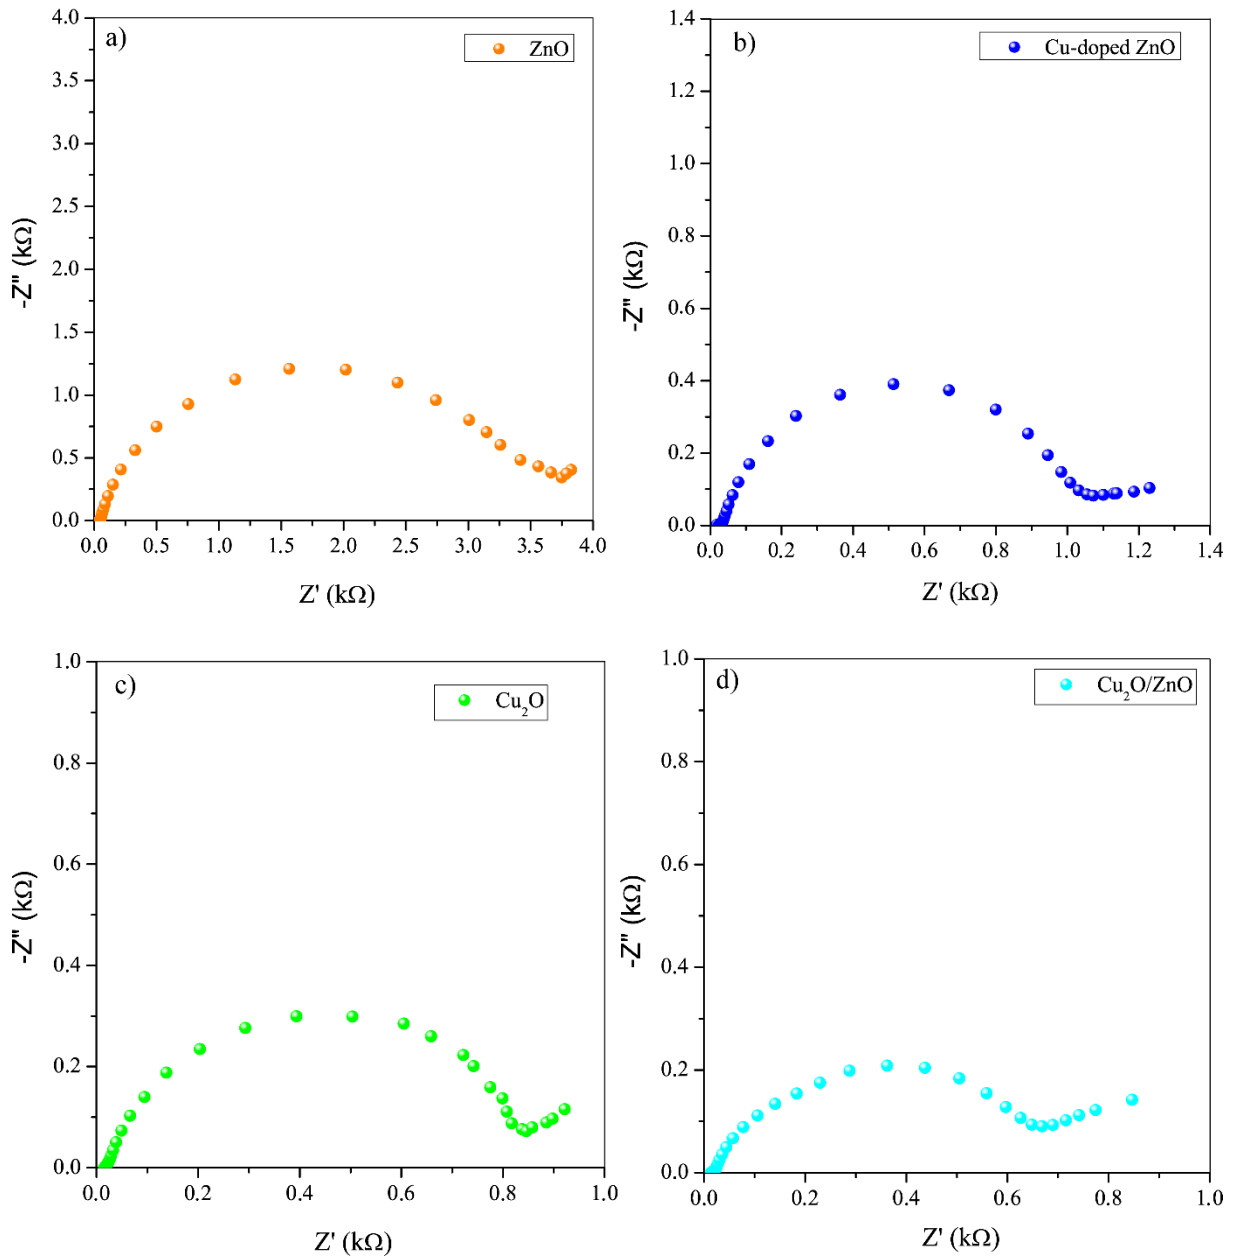 a)
ZnO
4.0
3.5
3.0
2.5
2.0
1.5
1.0
0.5
0.0
-Z" (kΩ)
0.0 0.5 1.0 1.5 2.0 2.5 3.0 3.5 4.0
Z' (kΩ)
b)
Cu-doped ZnO
1.4
1.2
1.0
0.8
0.6
0.4
0.2
0.0
-Z" (kΩ)
0.0 0.2 0.4 0.6 0.8 1.0 1.2 1.4
Z' (kΩ)
c)
Cu₂O
1.0
0.8
0.6
0.4
0.2
0.0
-Z" (kΩ)
0.0 0.2 0.4 0.6 0.8 1.0
Z' (kΩ)
d)
Cu₂O/ZnO
1.0
0.8
0.6
0.4
0.2
0.0
-Z" (kΩ)
0.0 0.2 0.4 0.6 0.8 1.0
Z' (kΩ)